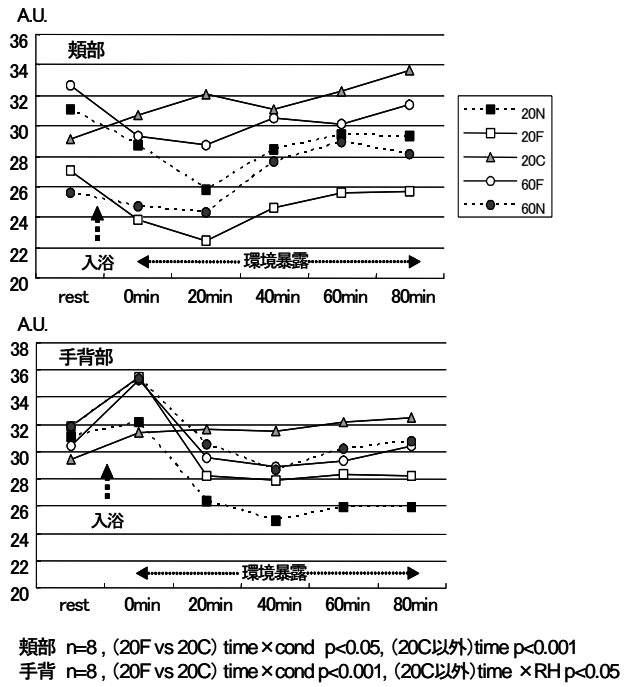 A.U.
36
34
32
30
28
26
24
22
20
頬部
入浴
環境暴露
rest 0min 20min 40min 60min 80min
20N
20F
20C
60F
60N
A.U.
38
36
34
32
30
28
26
24
22
20
手背部
入浴
環境暴露
rest 0min 20min 40min 60min 80min
頬部 n=8 , (20F vs 20C) time×cond p<0.05, (20C以外)time p<0.001
手背 n=8 , (20F vs 20C) time×cond p<0.001, (20C以外)time ×RH p<0.05